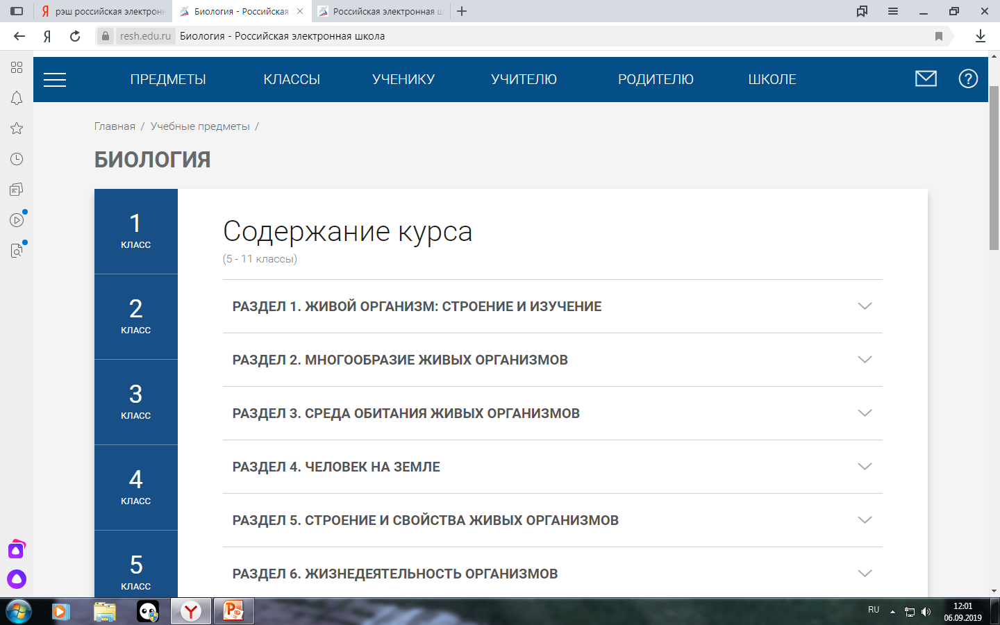 рэш российская электронн
Биология - Российская
Российская электронная ш
resh.edu.ru Биология - Российская электронная школа
ПРЕДМЕТЫ КЛАССЫ УЧЕНИКУ УЧИТЕЛЮ РОДИТЕЛЮ ШКОЛЕ
Главная / Учебные предметы /
БИОЛОГИЯ
1
КЛАСС
2
КЛАСС
3
КЛАСС
4
КЛАСС
5
КЛАСС
Содержание курса
(5 - 11 классы)
РАЗДЕЛ 1. ЖИВОЙ ОРГАНИЗМ: СТРОЕНИЕ И ИЗУЧЕНИЕ
РАЗДЕЛ 2. МНОГООБРАЗИЕ ЖИВЫХ ОРГАНИЗМОВ
РАЗДЕЛ 3. СРЕДА ОБИТАНИЯ ЖИВЫХ ОРГАНИЗМОВ
РАЗДЕЛ 4. ЧЕЛОВЕК НА ЗЕМЛЕ
РАЗДЕЛ 5. СТРОЕНИЕ И СВОЙСТВА ЖИВЫХ ОРГАНИЗМОВ
РАЗДЕЛ 6. ЖИЗНЕДЕЯТЕЛЬНОСТЬ ОРГАНИЗМОВ
RU
12:01
06.09.2019